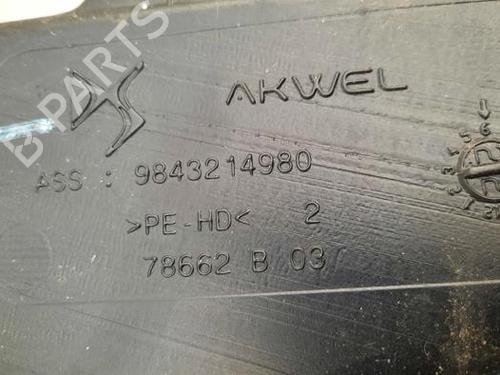 B PARTS
AKWEL
ASS : 9843214980
>PE-HD< 2
78662 B 03